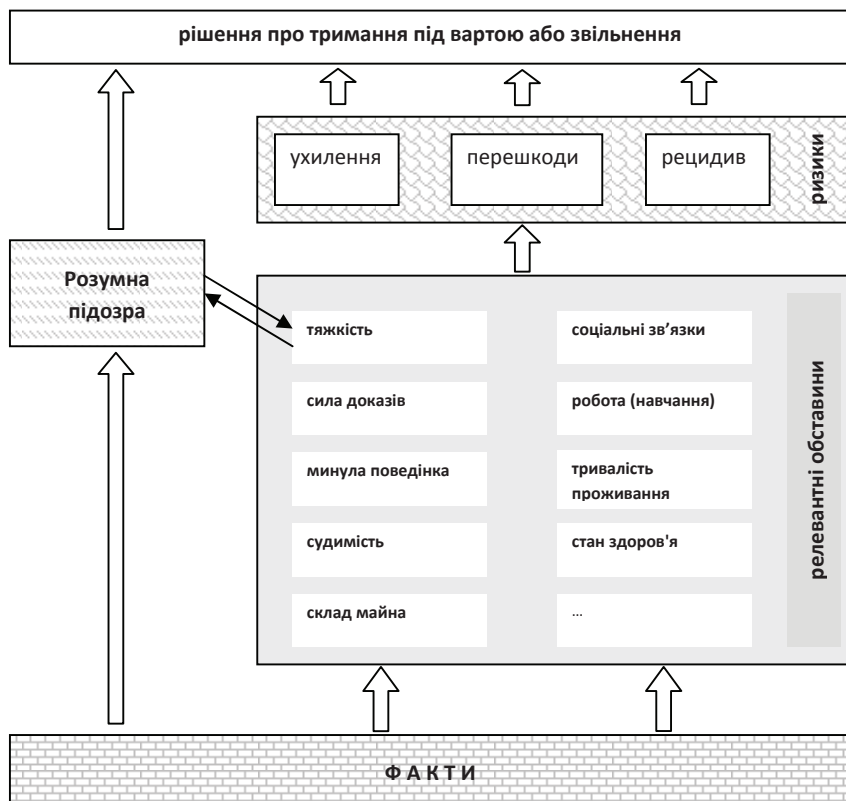 рішення про тримання під вартою або звільнення
ухилення
перешкоди
рецидив
ризики
Розумна
підозра
тяжкість
соціальні зв’язки
сила доказів
робота (навчання)
минула поведінка
тривалість
проживання
судимість
стан здоров'я
склад майна
...
релевантні обставини
Ф А К Т И